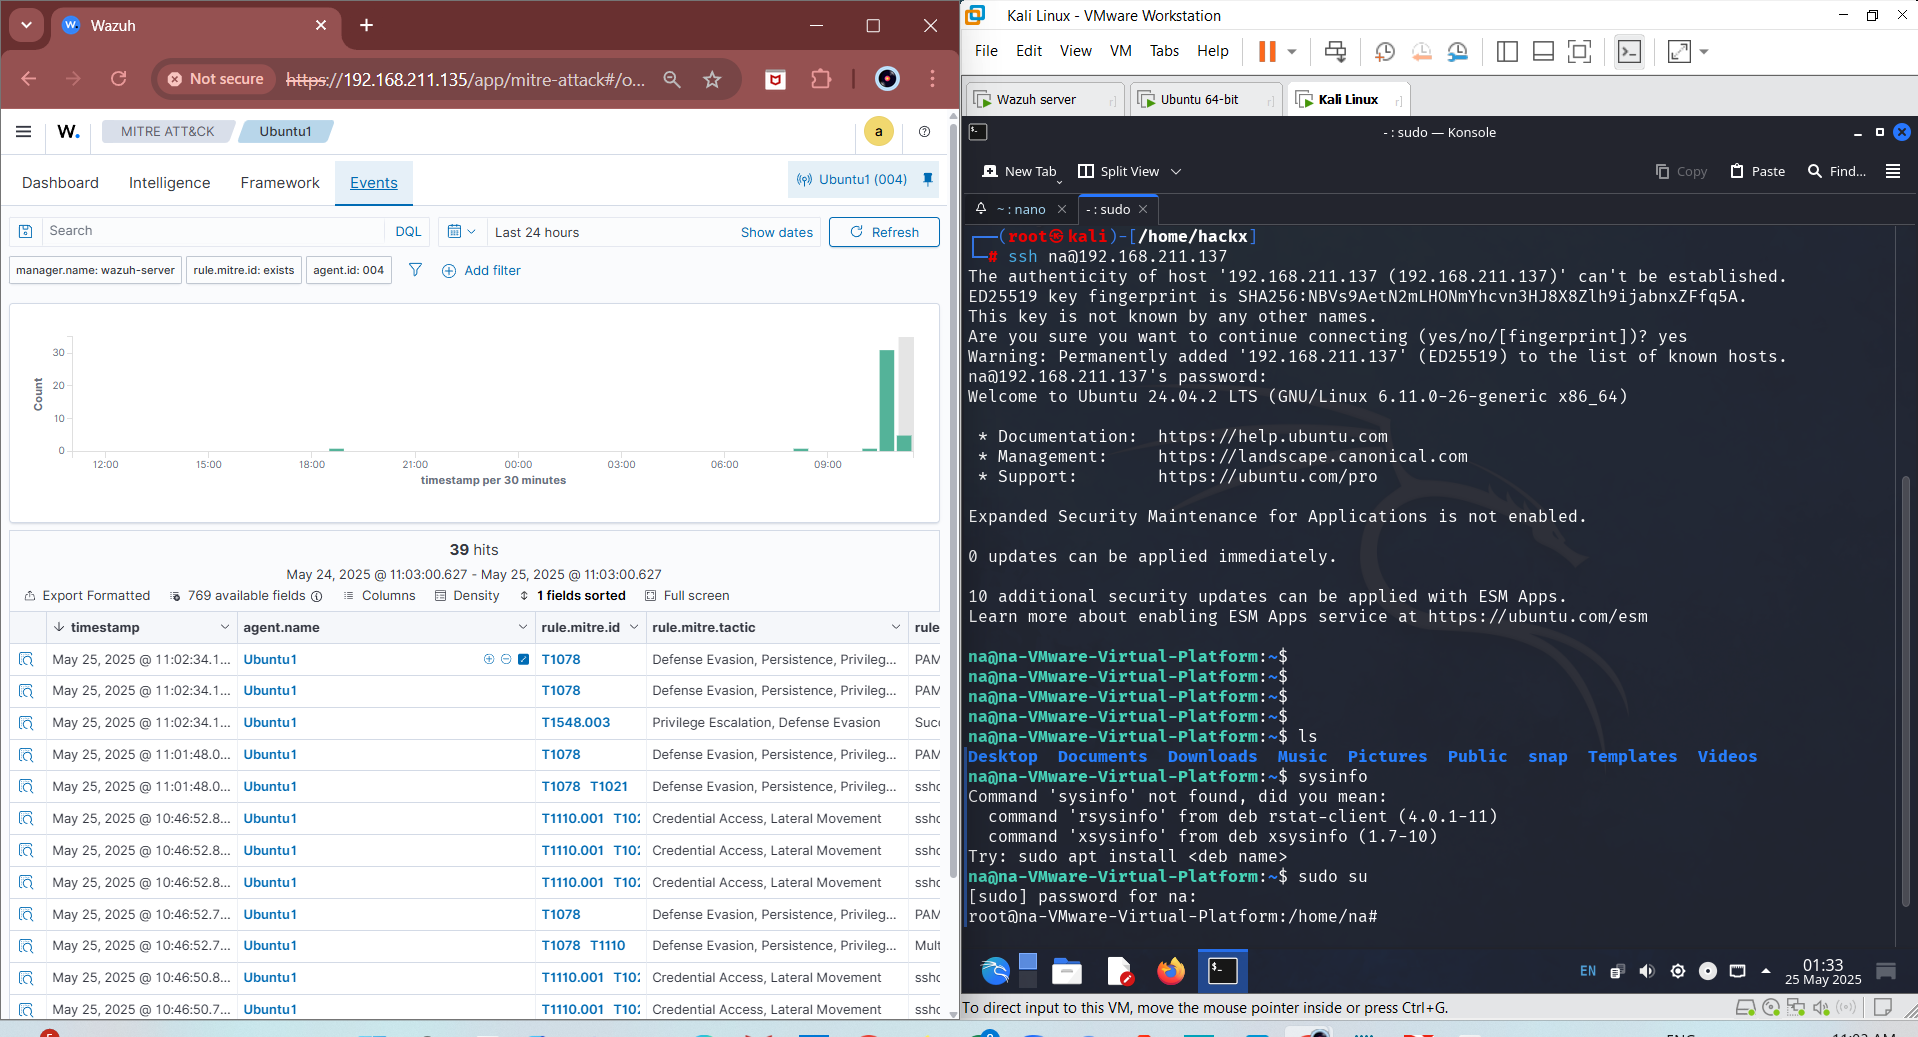 Wazuh
Not secure
https://192.168.211.135/app/mitre-attack#/o...
W.
MITRE ATT&CK
Ubuntu1
a
Dashboard
Intelligence
Framework
Events
Ubuntu1 (004)
Search
DQL
Last 24 hours
Show dates
Refresh
manager.name: wazuh-server
rule.mitre.id: exists
agent.id: 004
Add filter
Count
30
20
10
0
12:00 15:00 18:00 21:00 00:00 03:00 06:00 09:00
timestamp per 30 minutes
39 hits
May 24, 2025 @ 11:03:00.627 - May 25, 2025 @ 11:03:00.627
Export Formatted
769 available fields
Columns
Density
1 fields sorted
Full screen
timestamp agent.name rule.mitre.id rule.mitre.tactic rule
May 25, 2025 @ 11:02:34.1... Ubuntu1 T1078 Defense Evasion, Persistence, Privileg... PAM
May 25, 2025 @ 11:02:34.1... Ubuntu1 T1078 Defense Evasion, Persistence, Privileg... PAM
May 25, 2025 @ 11:02:34.1... Ubuntu1 T1548.003 Privilege Escalation, Defense Evasion Succ
May 25, 2025 @ 11:01:48.0... Ubuntu1 T1078 Defense Evasion, Persistence, Privileg... PAM
May 25, 2025 @ 11:01:48.0... Ubuntu1 T1078 T1021 Defense Evasion, Persistence, Privileg... sshd
May 25, 2025 @ 10:46:52.8... Ubuntu1 T1110.001 T102 Credential Access, Lateral Movement sshd
May 25, 2025 @ 10:46:52.8... Ubuntu1 T1110.001 T102 Credential Access, Lateral Movement sshd
May 25, 2025 @ 10:46:52.8... Ubuntu1 T1110.001 T102 Credential Access, Lateral Movement sshd
May 25, 2025 @ 10:46:52.7... Ubuntu1 T1078 Defense Evasion, Persistence, Privileg... PAM
May 25, 2025 @ 10:46:52.7... Ubuntu1 T1078 T1110 Defense Evasion, Persistence, Privileg... Mult
May 25, 2025 @ 10:46:50.8... Ubuntu1 T1110.001 T102 Credential Access, Lateral Movement sshd
May 25, 2025 @ 10:46:50.7... Ubuntu1 T1110.001 T102 Credential Access, Lateral Movement sshd
Kali Linux - VMware Workstation
File Edit View VM Tabs Help
Wazuh server
Ubuntu 64-bit
Kali Linux
- : sudo — Konsole
New Tab
Split View
Copy
Paste
Find...
~ : nano
- : sudo
(root㉿kali)-[/home/hackx]
# ssh na@192.168.211.137
The authenticity of host '192.168.211.137 (192.168.211.137)' can't be established.
ED25519 key fingerprint is SHA256:NBVs9AetN2mLHONmYhcvn3HJ8X8Zlh9ijabnxZFfq5A.
This key is not known by any other names.
Are you sure you want to continue connecting (yes/no/[fingerprint])? yes
Warning: Permanently added '192.168.211.137' (ED25519) to the list of known hosts.
na@192.168.211.137's password:
Welcome to Ubuntu 24.04.2 LTS (GNU/Linux 6.11.0-26-generic x86_64)
* Documentation:  https://help.ubuntu.com
* Management:     https://landscape.canonical.com
* Support:        https://ubuntu.com/pro
Expanded Security Maintenance for Applications is not enabled.
0 updates can be applied immediately.
10 additional security updates can be applied with ESM Apps.
Learn more about enabling ESM Apps service at https://ubuntu.com/esm
na@na-VMware-Virtual-Platform:~$
na@na-VMware-Virtual-Platform:~$
na@na-VMware-Virtual-Platform:~$
na@na-VMware-Virtual-Platform:~$
na@na-VMware-Virtual-Platform:~$ ls
Desktop Documents Downloads Music Pictures Public snap Templates Videos
na@na-VMware-Virtual-Platform:~$ sysinfo
Command 'sysinfo' not found, did you mean:
command 'rsysinfo' from deb rstat-client (4.0.1-11)
command 'xsysinfo' from deb xsysinfo (1.7-10)
Try: sudo apt install <deb name>
na@na-VMware-Virtual-Platform:~$ sudo su
[sudo] password for na:
root@na-VMware-Virtual-Platform:/home/na#
EN
01:33
25 May 2025
To direct input to this VM, move the mouse pointer inside or press Ctrl+G.